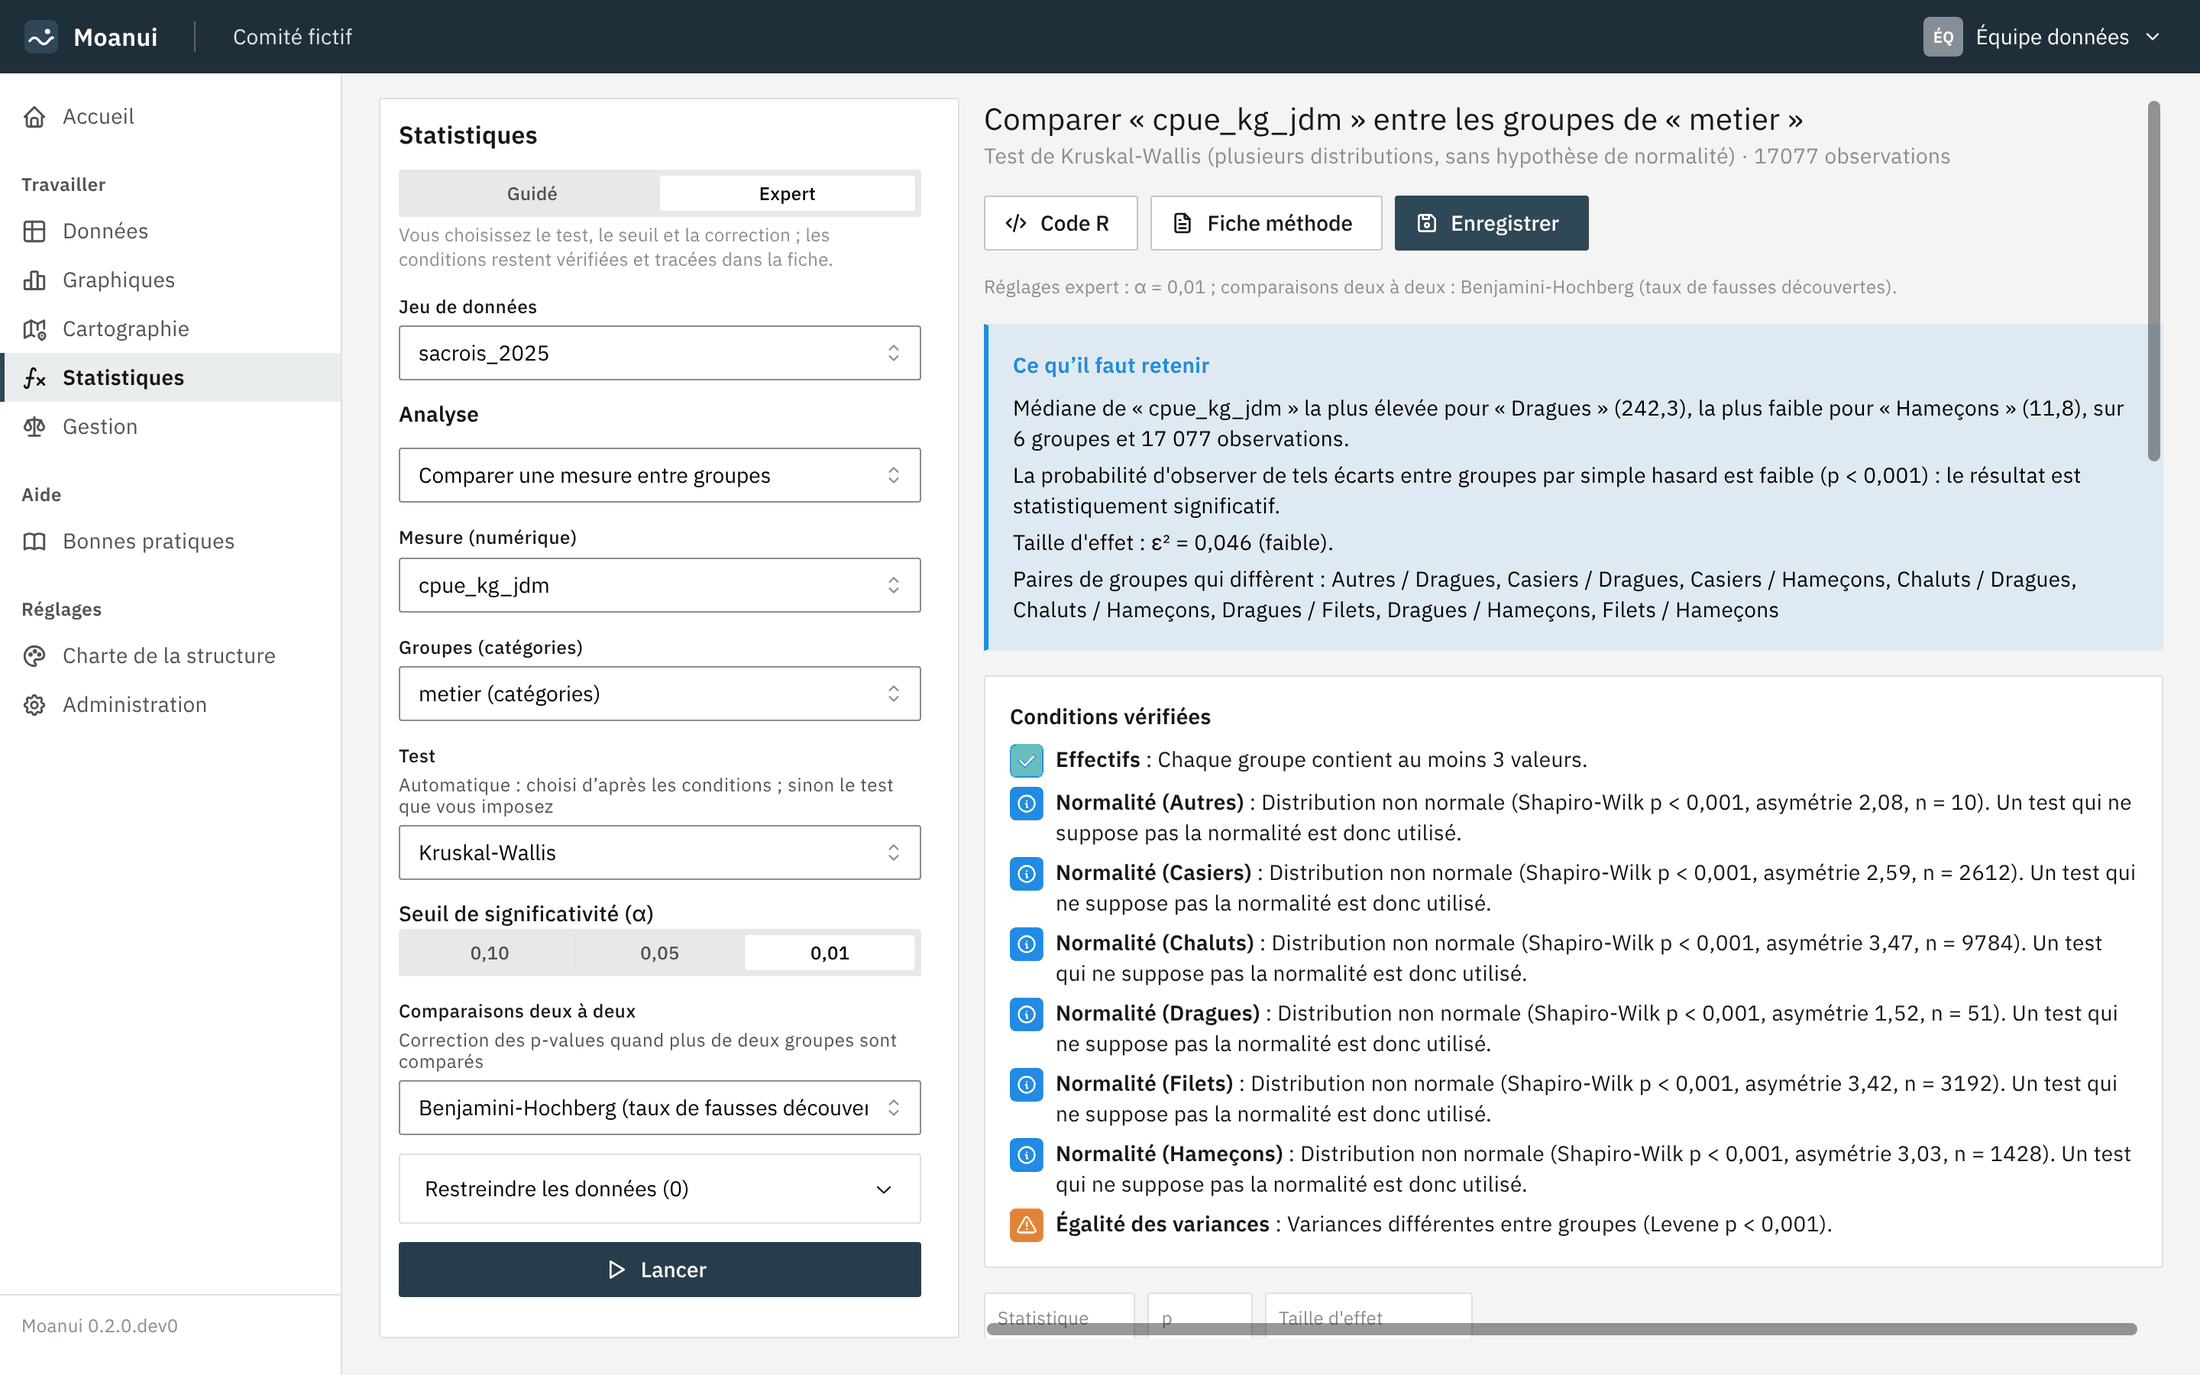 Moanui
Comité fictif
ÉQ
Équipe données
Accueil
Travailler
Données
Graphiques
Cartographie
Statistiques
Gestion
Aide
Bonnes pratiques
Réglages
Charte de la structure
Administration
Moanui 0.2.0.dev0
Statistiques
Guidé
Expert
Vous choisissez le test, le seuil et la correction ; les
conditions restent vérifiées et tracées dans la fiche.
Jeu de données
sacrois_2025
Analyse
Comparer une mesure entre groupes
Mesure (numérique)
cpue_kg_jdm
Groupes (catégories)
metier (catégories)
Test
Automatique : choisi d’après les conditions ; sinon le test
que vous imposez
Kruskal-Wallis
Seuil de significativité (α)
0,10
0,05
0,01
Comparaisons deux à deux
Correction des p-values quand plus de deux groupes sont
comparés
Benjamini-Hochberg (taux de fausses découver
Restreindre les données (0)
Lancer
Comparer « cpue_kg_jdm » entre les groupes de « metier »
Test de Kruskal-Wallis (plusieurs distributions, sans hypothèse de normalité) · 17077 observations
Code R
Fiche méthode
Enregistrer
Réglages expert : α = 0,01 ; comparaisons deux à deux : Benjamini-Hochberg (taux de fausses découvertes).
Ce qu’il faut retenir
Médiane de « cpue_kg_jdm » la plus élevée pour « Dragues » (242,3), la plus faible pour « Hameçons » (11,8), sur
6 groupes et 17 077 observations.
La probabilité d'observer de tels écarts entre groupes par simple hasard est faible (p < 0,001) : le résultat est
statistiquement significatif.
Taille d'effet : ε² = 0,046 (faible).
Paires de groupes qui diffèrent : Autres / Dragues, Casiers / Dragues, Casiers / Hameçons, Chaluts / Dragues,
Chaluts / Hameçons, Dragues / Filets, Dragues / Hameçons, Filets / Hameçons
Conditions vérifiées
Effectifs : Chaque groupe contient au moins 3 valeurs.
Normalité (Autres) : Distribution non normale (Shapiro-Wilk p < 0,001, asymétrie 2,08, n = 10). Un test qui ne
suppose pas la normalité est donc utilisé.
Normalité (Casiers) : Distribution non normale (Shapiro-Wilk p < 0,001, asymétrie 2,59, n = 2612). Un test qui
ne suppose pas la normalité est donc utilisé.
Normalité (Chaluts) : Distribution non normale (Shapiro-Wilk p < 0,001, asymétrie 3,47, n = 9784). Un test
qui ne suppose pas la normalité est donc utilisé.
Normalité (Dragues) : Distribution non normale (Shapiro-Wilk p < 0,001, asymétrie 1,52, n = 51). Un test qui
ne suppose pas la normalité est donc utilisé.
Normalité (Filets) : Distribution non normale (Shapiro-Wilk p < 0,001, asymétrie 3,42, n = 3192). Un test qui
ne suppose pas la normalité est donc utilisé.
Normalité (Hameçons) : Distribution non normale (Shapiro-Wilk p < 0,001, asymétrie 3,03, n = 1428). Un test
qui ne suppose pas la normalité est donc utilisé.
Égalité des variances : Variances différentes entre groupes (Levene p < 0,001).
Statistique
p
Taille d'effet